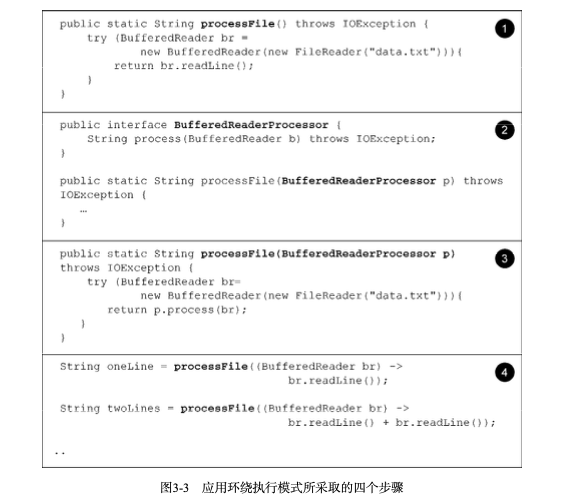 public static String processFile() throws IOException {
try (BufferedReader br =
new BufferedReader(new FileReader("data.txt"))){
return br.readLine();
}
}
1
public interface BufferedReaderProcessor {
String process(BufferedReader b) throws IOException;
}
2
public static String processFile(BufferedReaderProcessor p) throws
IOException {
…
}
public static String processFile(BufferedReaderProcessor p)
throws IOException {
try (BufferedReader br=
new BufferedReader(new FileReader("data.txt"))){
return p.process(br);
}
}
3
String oneLine = processFile((BufferedReader br) ->
br.readLine());
4
String twoLines = processFile((BufferedReader br) ->
br.readLine() + br.readLine());
..
图3-3 应用环绕执行模式所采取的四个步骤